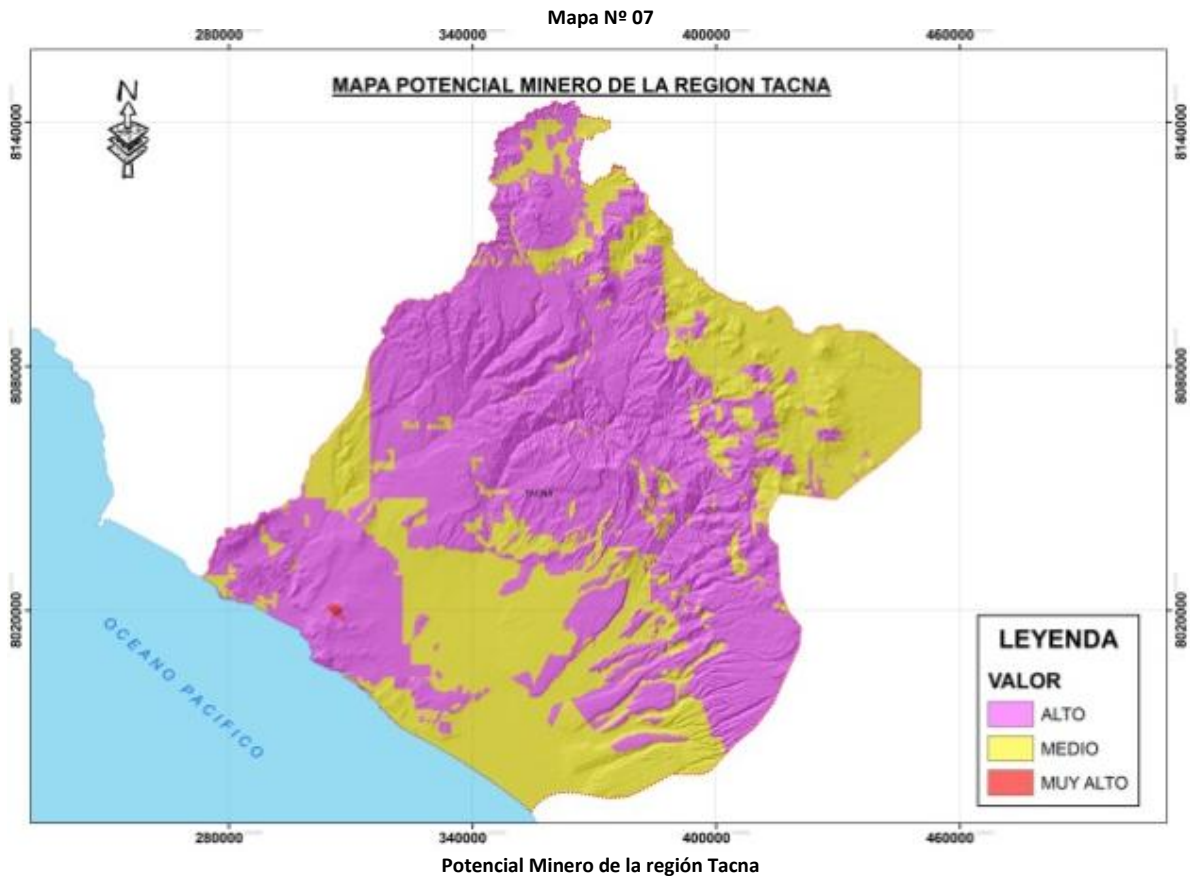 Mapa Nº 07
280000 340000 400000 460000
MAPA POTENCIAL MINERO DE LA REGION TACNA
N
8140000 8140000
8080000 8080000
TACNA
8020000 8020000
OCEANO PACIFICO
LEYENDA
VALOR
ALTO
MEDIO
MUY ALTO
280000 340000 400000 460000
Potencial Minero de la región Tacna